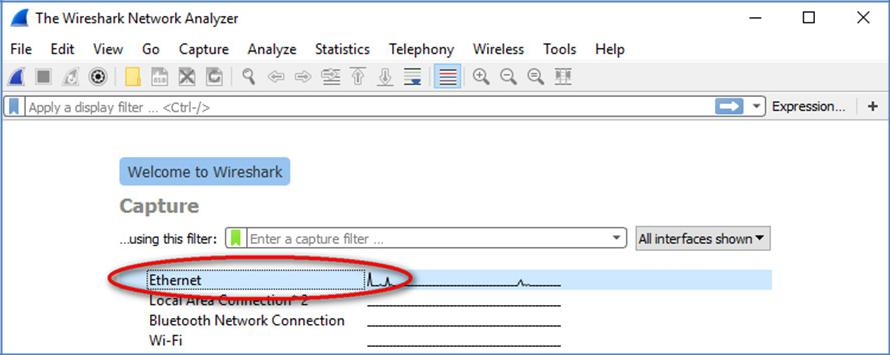 The Wireshark Network Analyzer
File Edit View Go Capture Analyze Statistics Telephony Wireless Tools Help
Apply a display filter ... <Ctrl-/> Expression... +
Welcome to Wireshark
Capture
...using this filter: Enter a capture filter ... All interfaces shown
Ethernet
Local Area Connection* 2
Bluetooth Network Connection
Wi-Fi